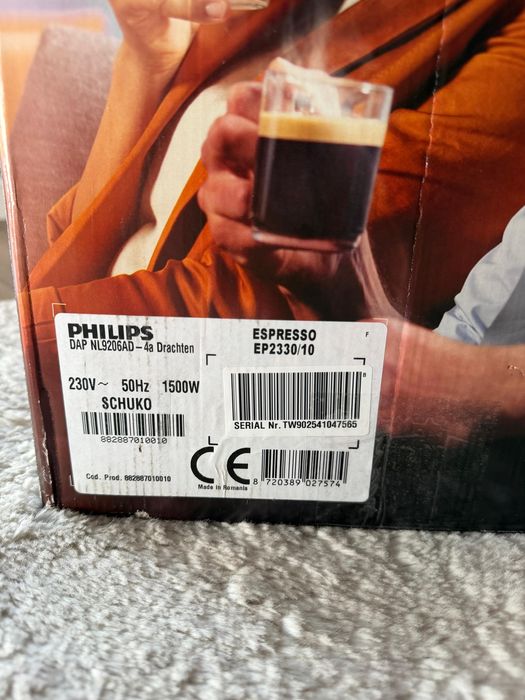 PHILIPS
DAP NL9206AD-4a Drachten
ESPRESSO
EP2330/10
F
230V~ 50Hz 1500W
SCHUKO
882887010010
SERIAL Nr. TW902541047565
Cod. Prod. 882887010010
CE
Made in Romania
8 720389 027574